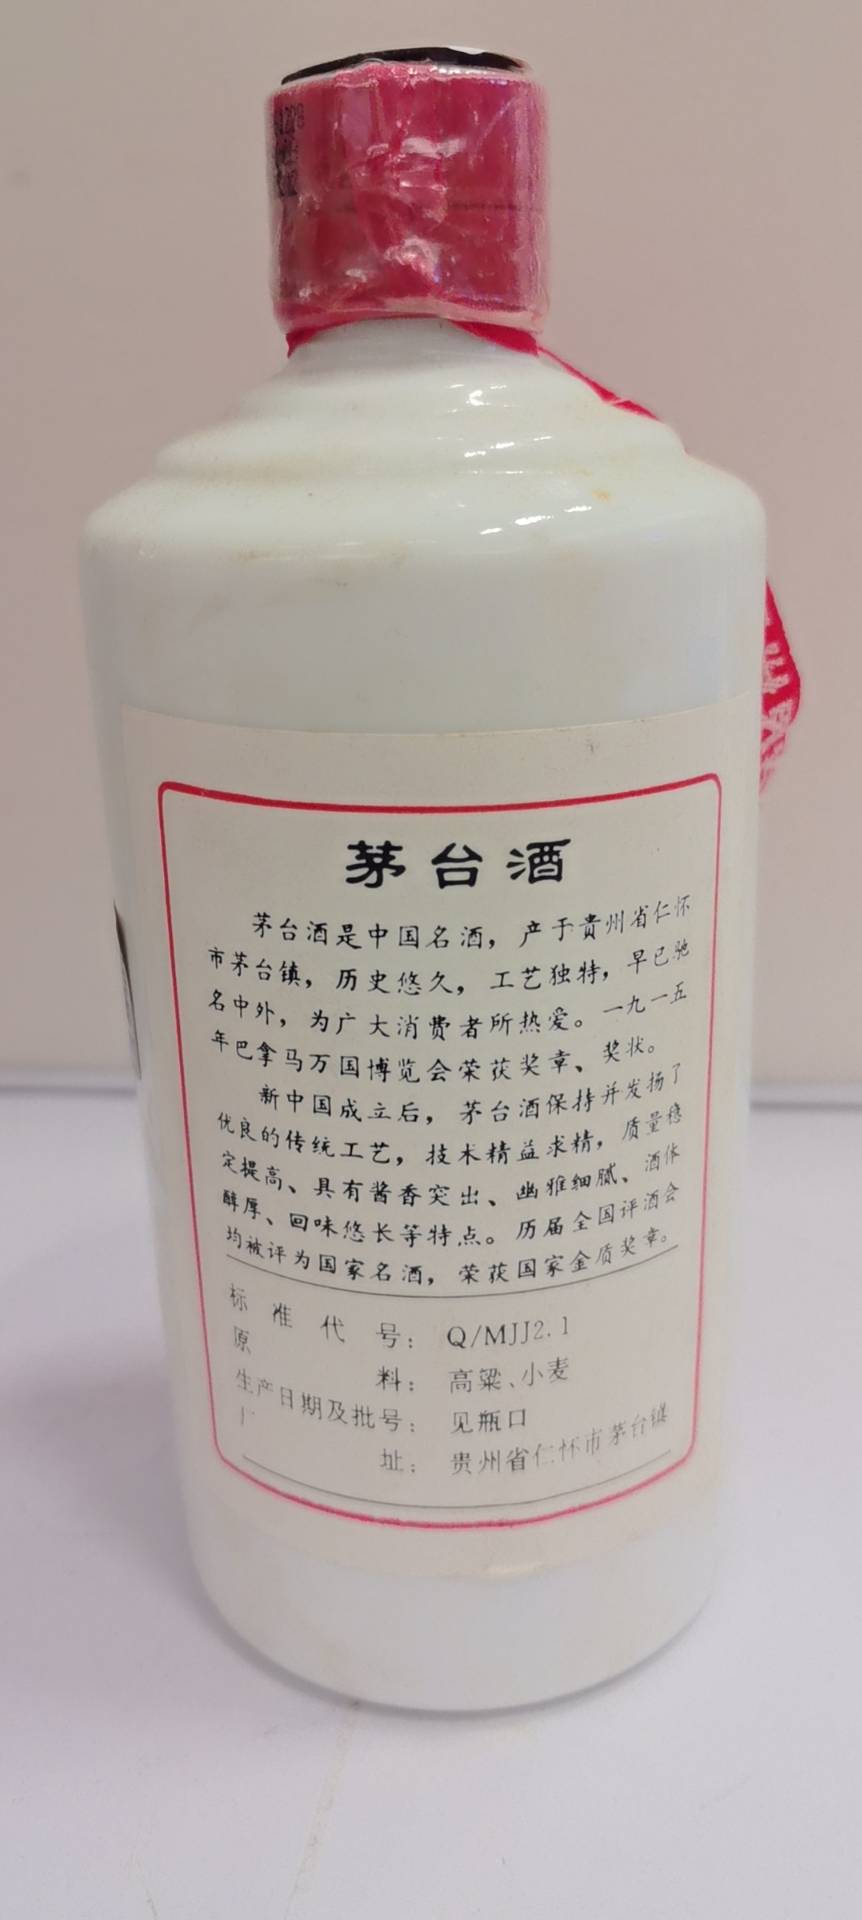 茅台酒
茅台酒是中国名酒，产于贵州省仁怀
市茅台镇，历史悠久，工艺独特，早已驰
名中外，为广大消费者所热爱。一九一五
年巴拿马万国博览会荣获奖章、奖状。
新中国成立后，茅台酒保持并发扬了
优良的传统工艺，技术精益求精，质量稳
定提高、具有酱香突出、幽雅细腻、酒体
醇厚、回味悠长等特点。历届全国评酒会
均被评为国家名酒，荣获国家金质奖章。
标准代号：Q/MJJ2.1
原料：高粱、小麦
生产日期及批号：见瓶口
厂址：贵州省仁怀市茅台镇